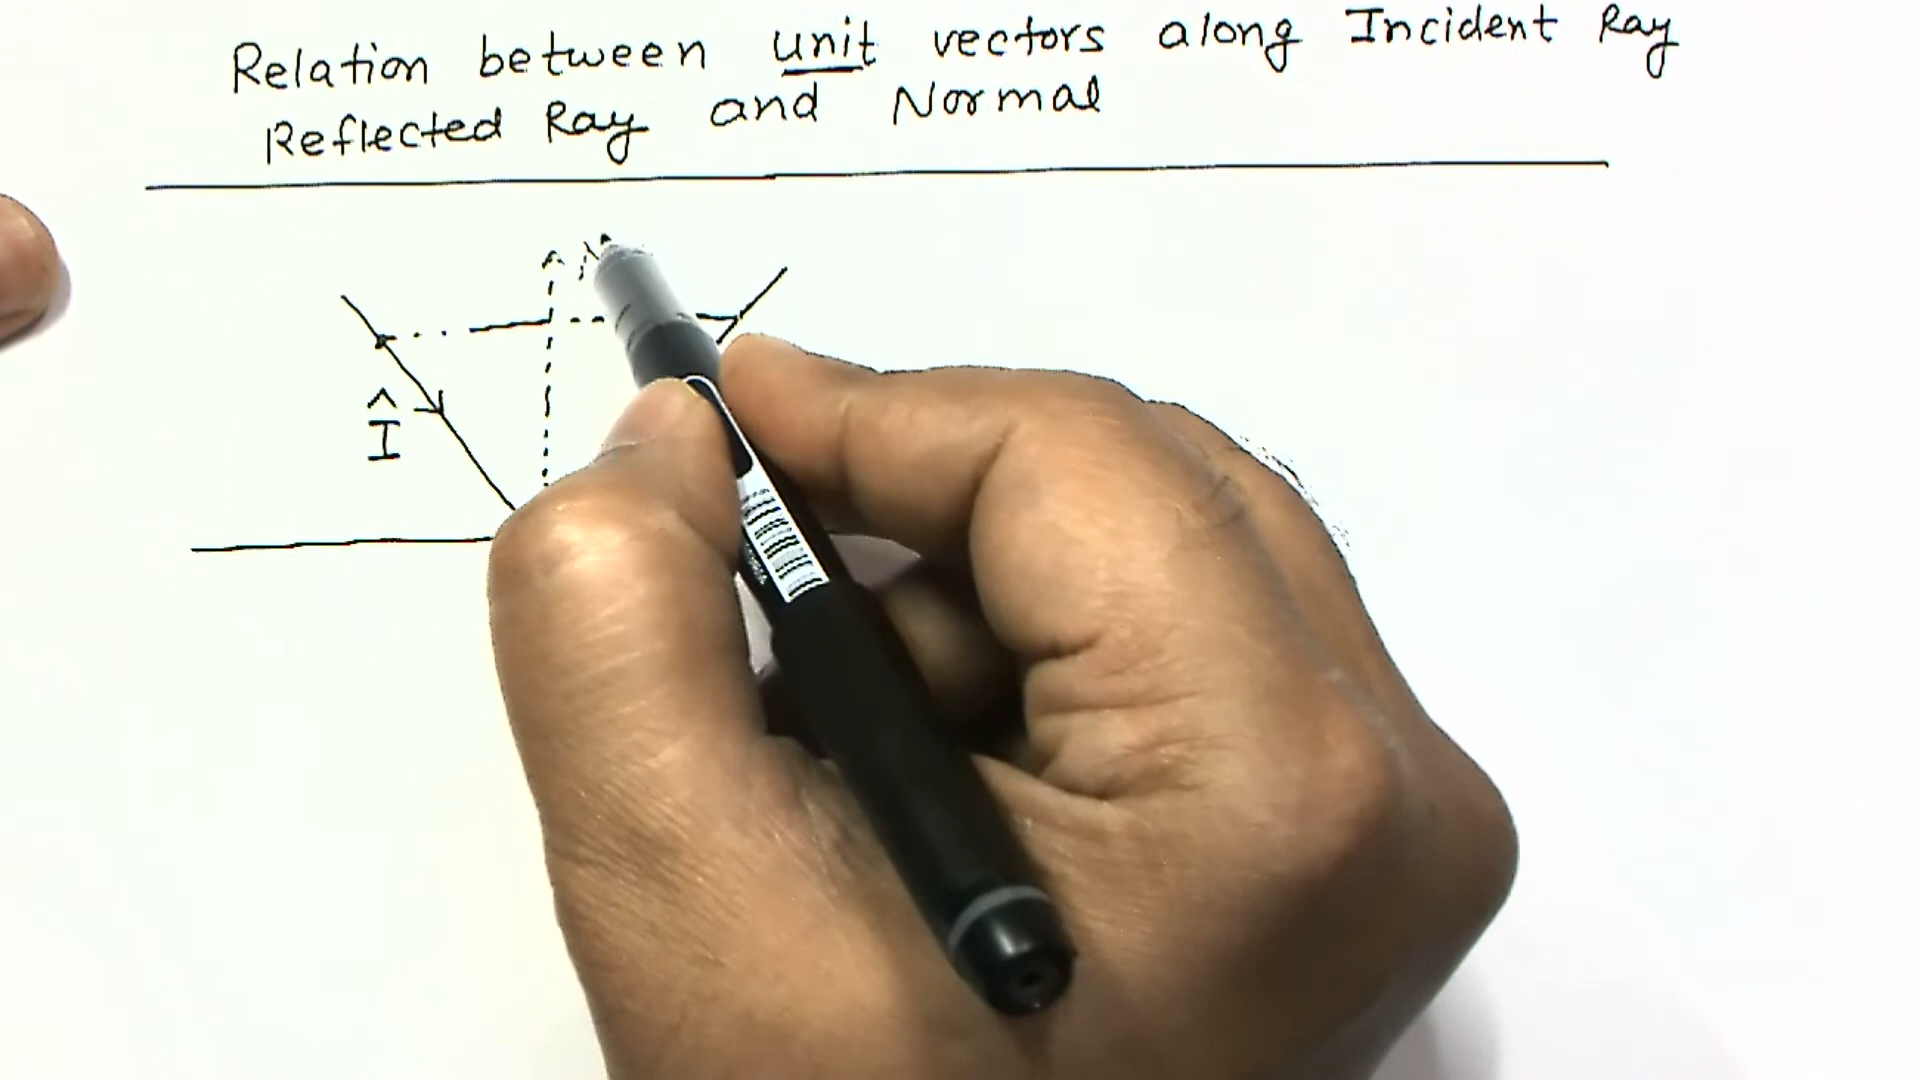 Relation between unit vectors along Incident Ray
Reflected Ray and Normal
Î